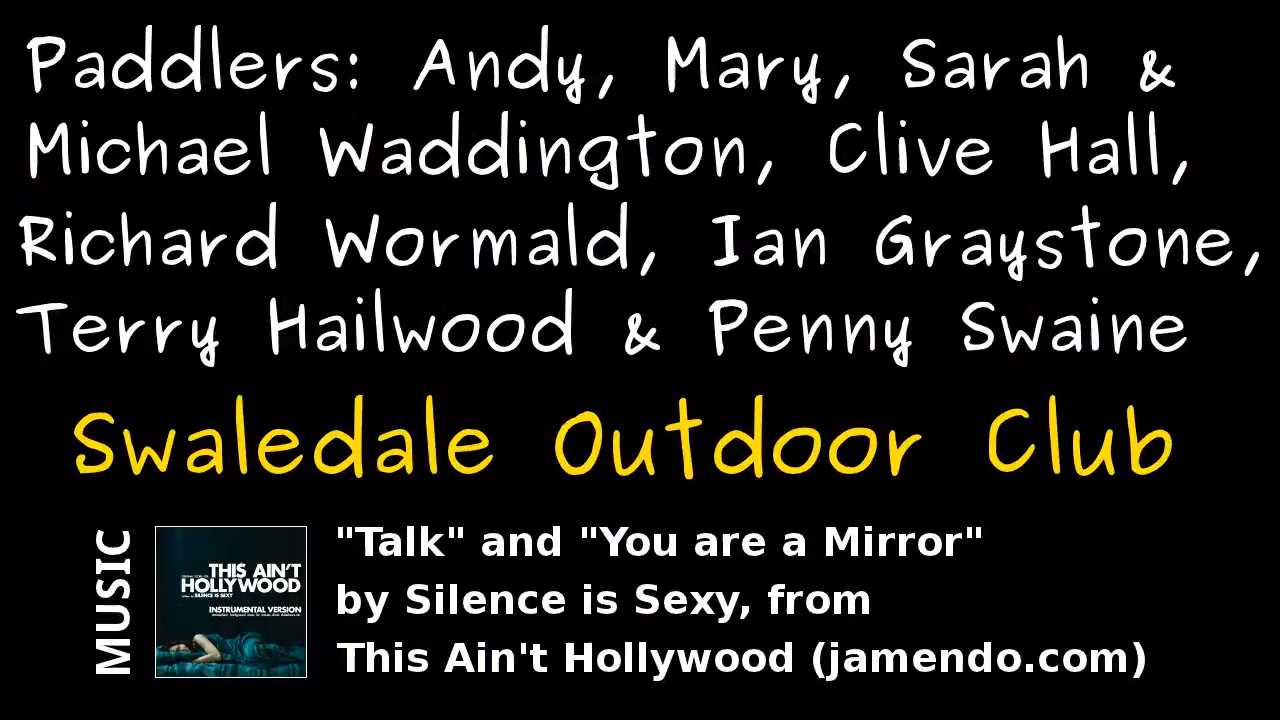 Paddlers: Andy, Mary, Sarah &
Michael Waddington, Clive Hall,
Richard Wormald, Ian Graystone,
Terry Hailwood & Penny Swaine
Swaledale Outdoor Club
MUSIC
THIS AIN'T
HOLLYWOOD
SILENCE IS SEXY
INSTRUMENTAL VERSION
"Talk" and "You are a Mirror"
by Silence is Sexy, from
This Ain't Hollywood (jamendo.com)